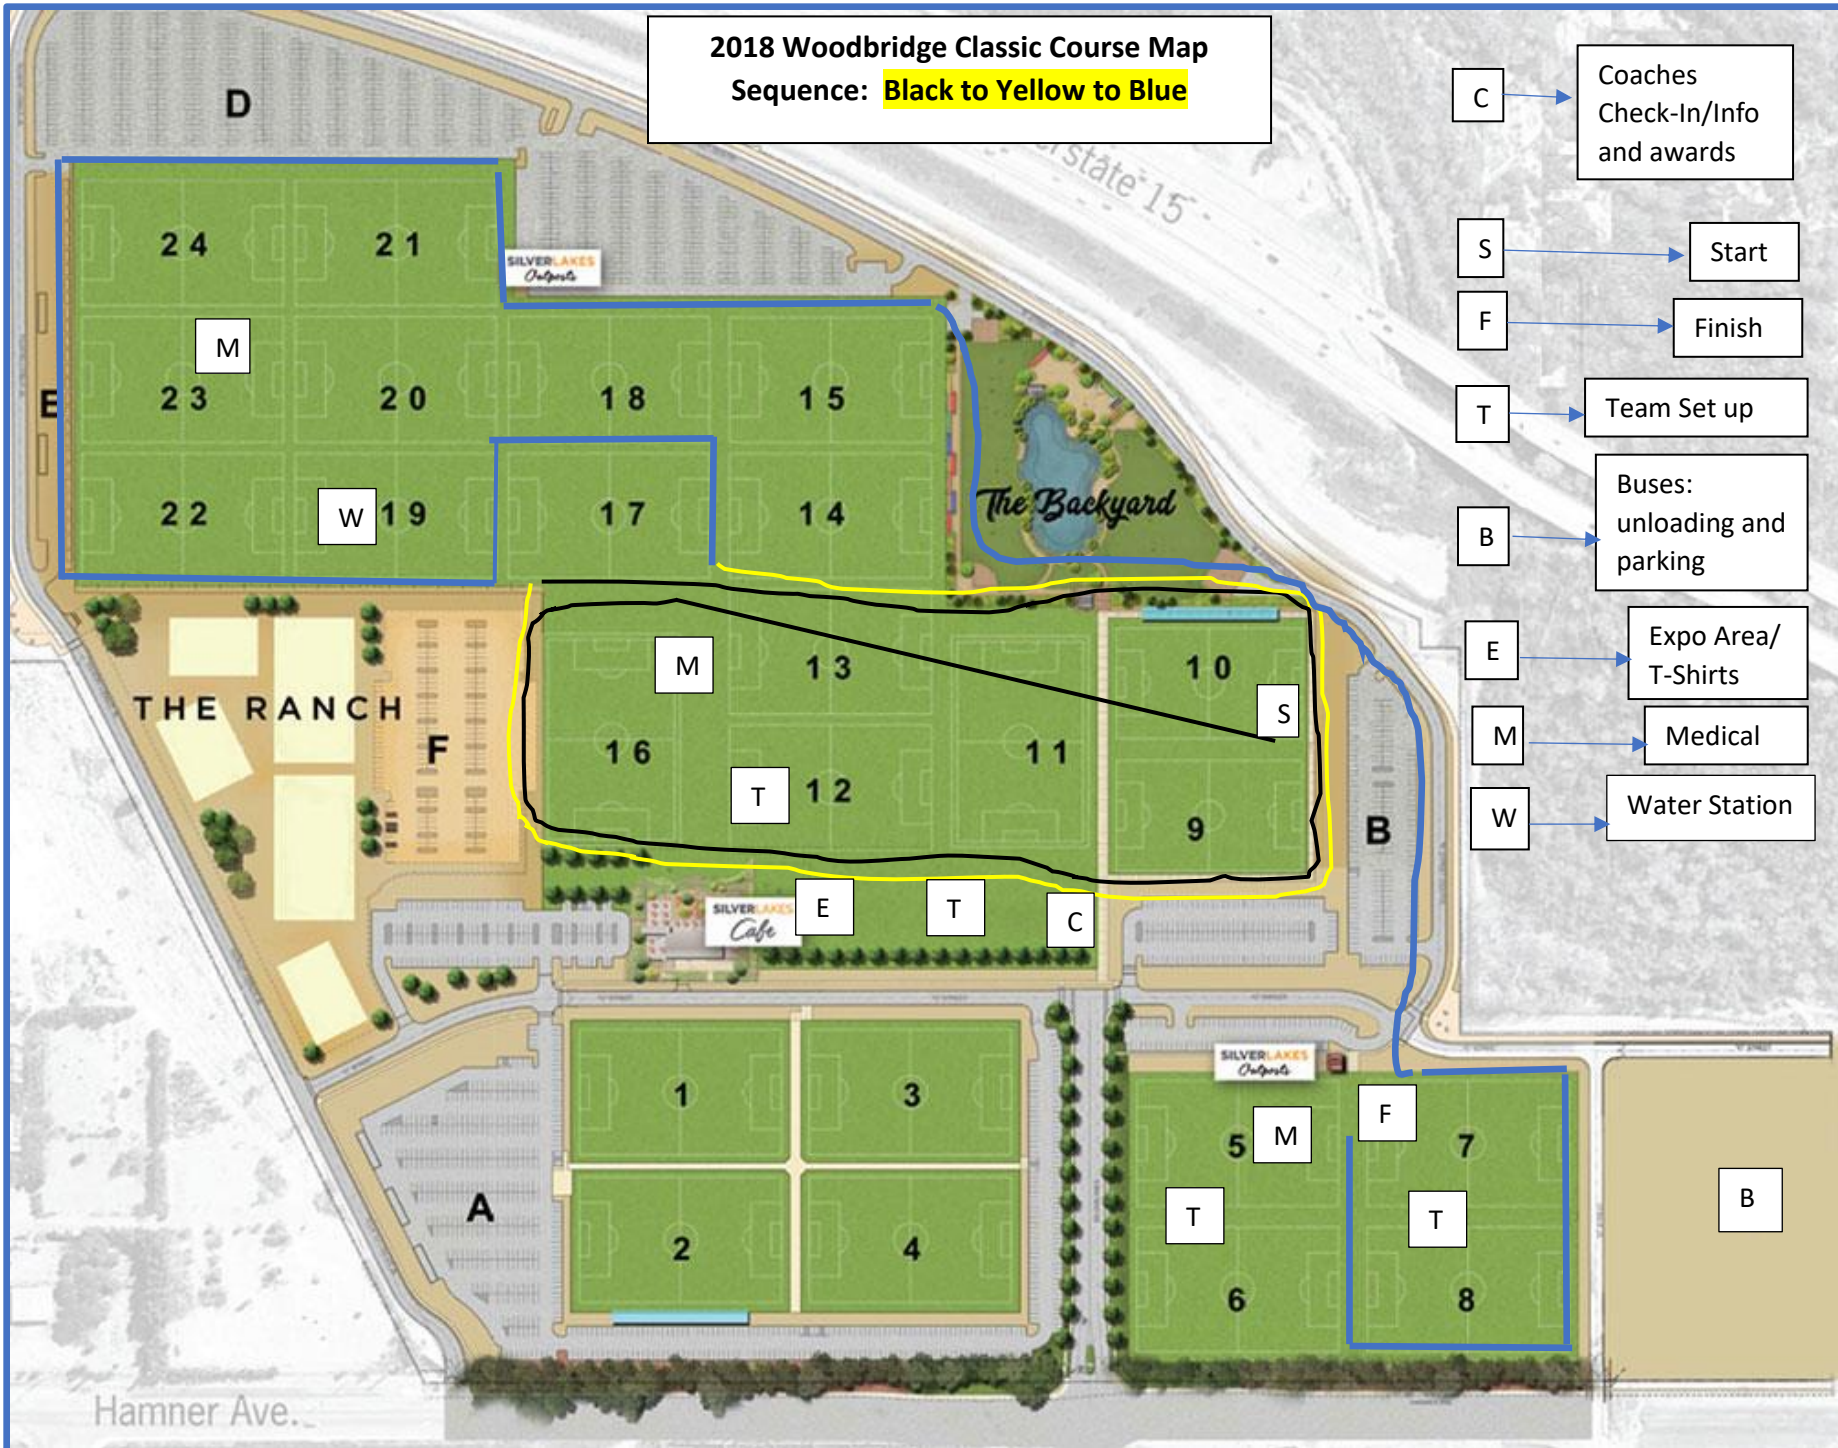 2018 Woodbridge Classic Course Map
Sequence: Black to Yellow to Blue
C
Coaches
Check-In/Info
and awards
S
Start
F
Finish
T
Team Set up
B
Buses:
unloading and
parking
E
Expo Area/
T-Shirts
M
Medical
W
Water Station
D
Interstate 15
24
21
SILVERLAKES
Outposts
M
23
20
18
15
E
22
W
19
17
14
The Backyard
M
13
10
S
THE RANCH
F
16
11
T
12
9
B
SILVERLAKES
Cafe
E
T
C
SILVERLAKES
Outposts
1
3
5
M
F
7
A
T
T
B
2
4
6
8
Hamner Ave.